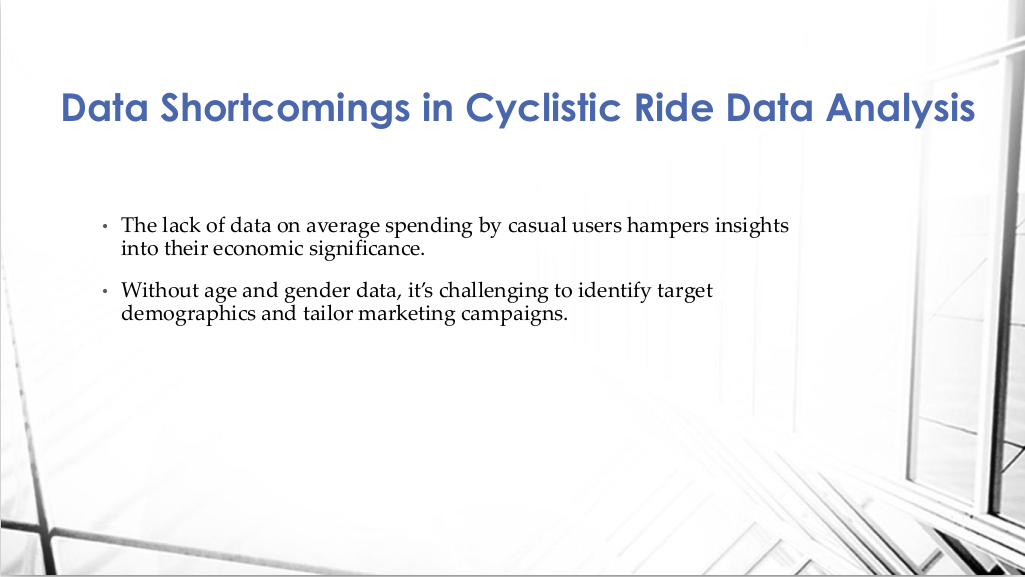 Data Shortcomings in Cyclistic Ride Data Analysis
• The lack of data on average spending by casual users hampers insights
into their economic significance.
• Without age and gender data, it’s challenging to identify target
demographics and tailor marketing campaigns.